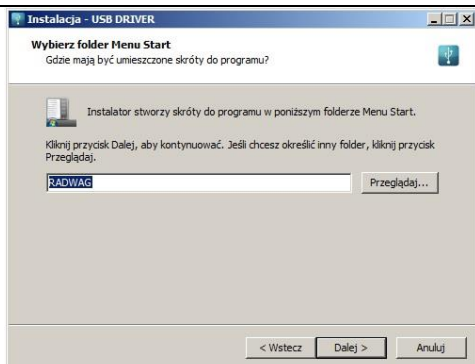 Instalacja - USB DRIVER
Wybierz folder Menu Start
Gdzie mają być umieszczone skróty do programu?
Instalator stworzy skróty do programu w poniższym folderze Menu Start.
Kliknij przycisk Dalej, aby kontynuować. Jeśli chcesz określić inny folder, kliknij przycisk
Przeglądaj.
RADWAG
Przeglądaj...
< Wstecz
Dalej >
Anuluj